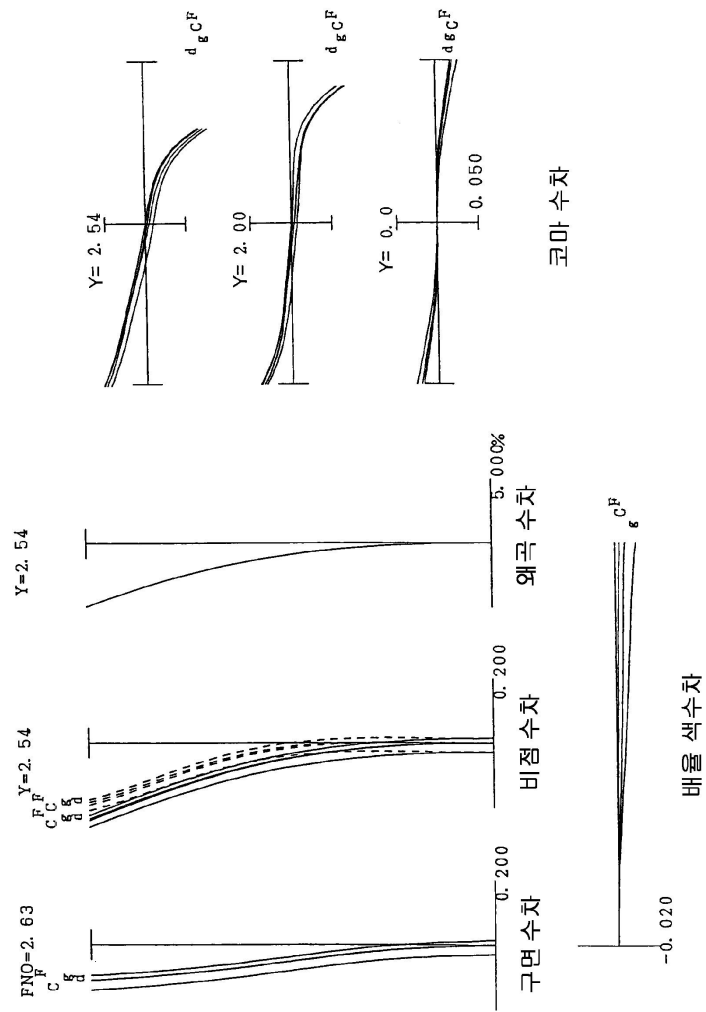 FNO=2. 63
C F
g
d
0. 200
구면 수차
Y=2. 54
F F
C C
g g
d d
0. 200
비점 수차
Y=2. 54
5. 000%
왜곡 수차
Y= 2. 54
d g C F
Y= 2. 00
d g C F
Y= 0. 0
d g C F
0. 050
코마 수차
-0. 020
g C F
배율 색수차